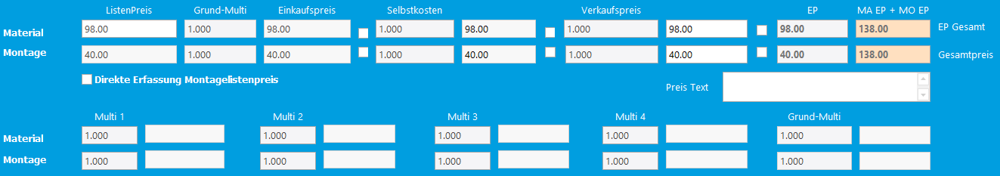 ListenPreis Grund-Multi Einkaufspreis Selbstkosten Verkaufspreis EP MA EP + MO EP
Material 98.00 1.000 98.00 1.000 98.00 1.000 98.00 98.00 138.00 EP Gesamt
Montage 40.00 1.000 40.00 1.000 40.00 1.000 40.00 40.00 138.00 Gesamtpreis
Direkte Erfassung Montagelistenpreis
Preis Text
Multi 1 Multi 2 Multi 3 Multi 4 Grund-Multi
Material 1.000 1.000 1.000 1.000 1.000
Montage 1.000 1.000 1.000 1.000 1.000